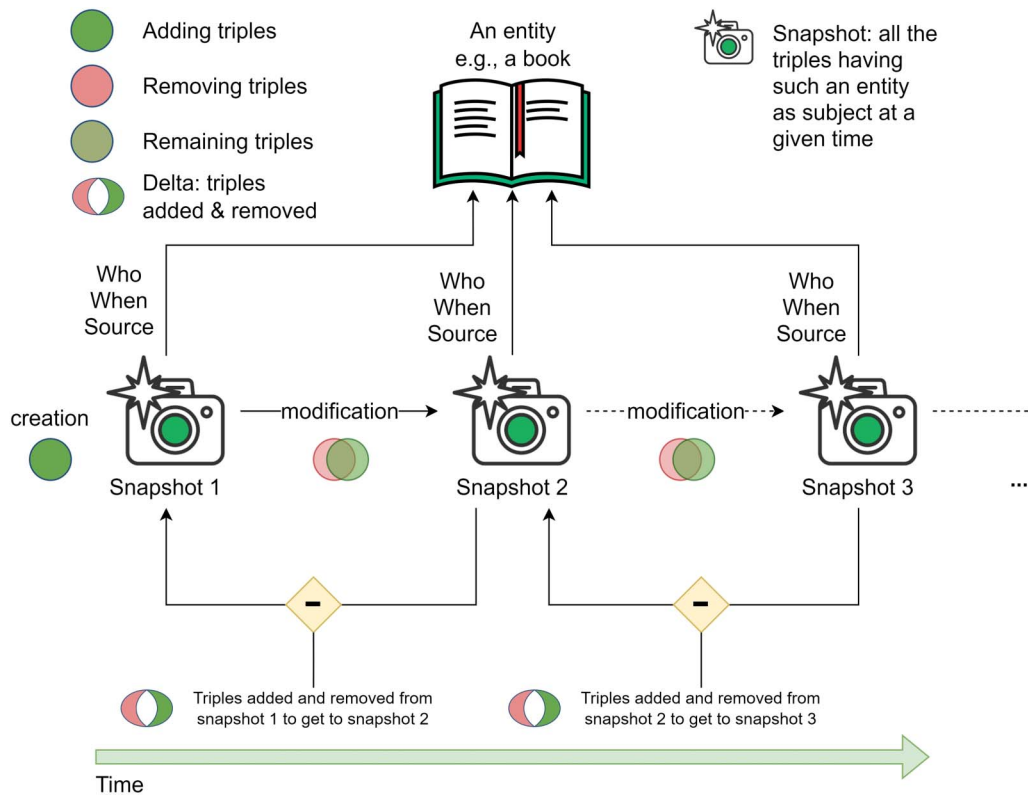 Adding triples
Removing triples
Remaining triples
Delta: triples
added & removed
An entity
e.g., a book
Snapshot: all the
triples having
such an entity
as subject at a
given time
Who
When
Source
Who
When
Source
Who
When
Source
creation
modification
modification
Snapshot 1
Snapshot 2
Snapshot 3
...
-
-
Triples added and removed from
snapshot 1 to get to snapshot 2
Triples added and removed from
snapshot 2 to get to snapshot 3
Time